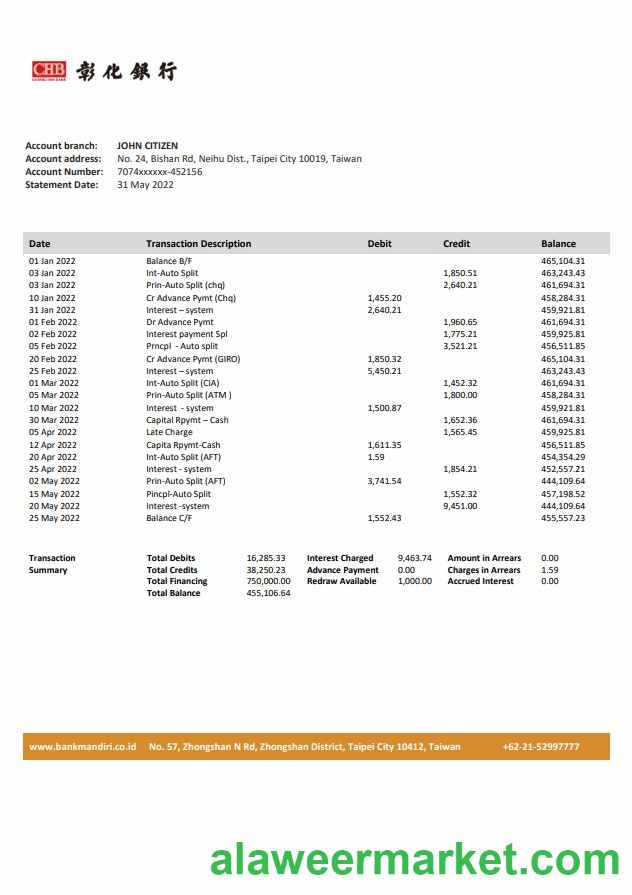 CHB 彰化銀行
CHANG HWA BANK
Account branch: JOHN CITIZEN
Account address: No. 24, Bishan Rd, Neihu Dist., Taipei City 10019, Taiwan
Account Number: 7074xxxxxx-452156
Statement Date: 31 May 2022
Date Transaction Description Debit Credit Balance
01 Jan 2022 Balance B/F 465,104.31
03 Jan 2022 Int-Auto Split 1,850.51 463,243.43
03 Jan 2022 Prin-Auto Split (chq) 2,640.21 461,694.31
10 Jan 2022 Cr Advance Pymt (Chq) 1,455.20 458,284.31
31 Jan 2022 Interest – system 2,640.21 459,921.81
01 Feb 2022 Dr Advance Pymt 1,960.65 461,694.31
02 Feb 2022 Interest payment Spl 1,775.21 459,925.81
05 Feb 2022 Prncpl - Auto split 3,521.21 456,511.85
20 Feb 2022 Cr Advance Pymt (GIRO) 1,850.32 465,104.31
25 Feb 2022 Interest – system 5,450.21 463,243.43
01 Mar 2022 Int-Auto Split (CIA) 1,452.32 461,694.31
05 Mar 2022 Prin-Auto Split (ATM ) 1,800.00 458,284.31
10 Mar 2022 Interest - system 1,500.87 459,921.81
30 Mar 2022 Capital Rpymt – Cash 1,652.36 461,694.31
05 Apr 2022 Late Charge 1,565.45 459,925.81
12 Apr 2022 Capita Rpymt-Cash 1,611.35 456,511.85
20 Apr 2022 Int-Auto Split (AFT) 1.59 454,354.29
25 Apr 2022 Interest - system 1,854.21 452,557.21
02 May 2022 Prin-Auto Split (AFT) 3,741.54 444,109.64
15 May 2022 Pincpl-Auto Split 1,552.32 457,198.52
20 May 2022 Interest -system 9,451.00 444,109.64
25 May 2022 Balance C/F 1,552.43 455,557.23
Transaction Total Debits 16,285.33 Interest Charged 9,463.74 Amount in Arrears 0.00
Summary Total Credits 38,250.23 Advance Payment 0.00 Charges in Arrears 1.59
Total Financing 750,000.00 Redraw Available 1,000.00 Accrued Interest 0.00
Total Balance 455,106.64
www.bankmandiri.co.id No. 57, Zhongshan N Rd, Zhongshan District, Taipei City 10412, Taiwan +62-21-52997777
alaweermarket.com